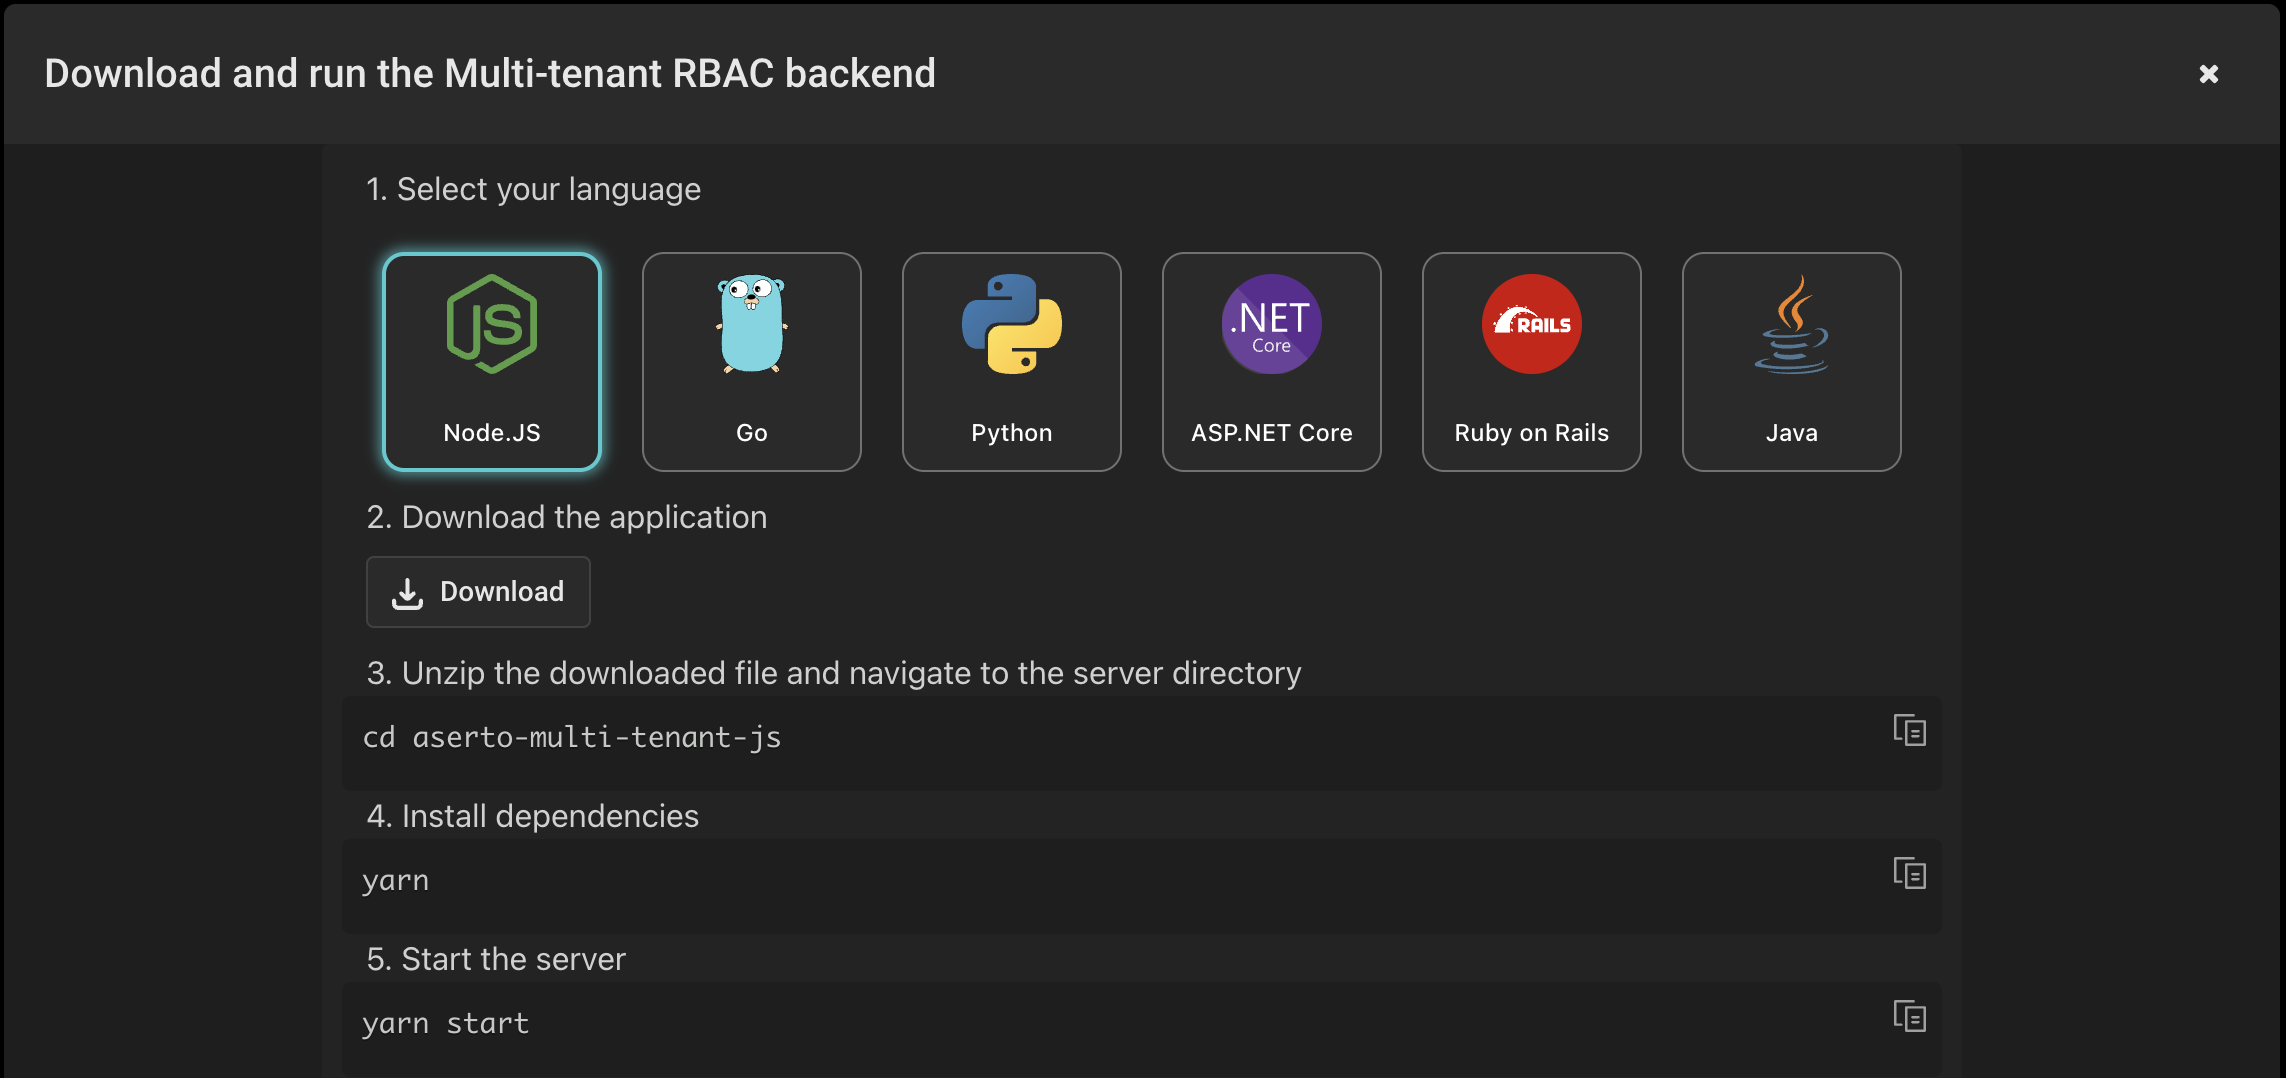 Download and run the Multi-tenant RBAC backend
1. Select your language
JS
.NET
Core
RAILS
Node.JS
Go
Python
ASP.NET Core
Ruby on Rails
Java
2. Download the application
Download
3. Unzip the downloaded file and navigate to the server directory
cd aserto-multi-tenant-js
4. Install dependencies
yarn
5. Start the server
yarn start